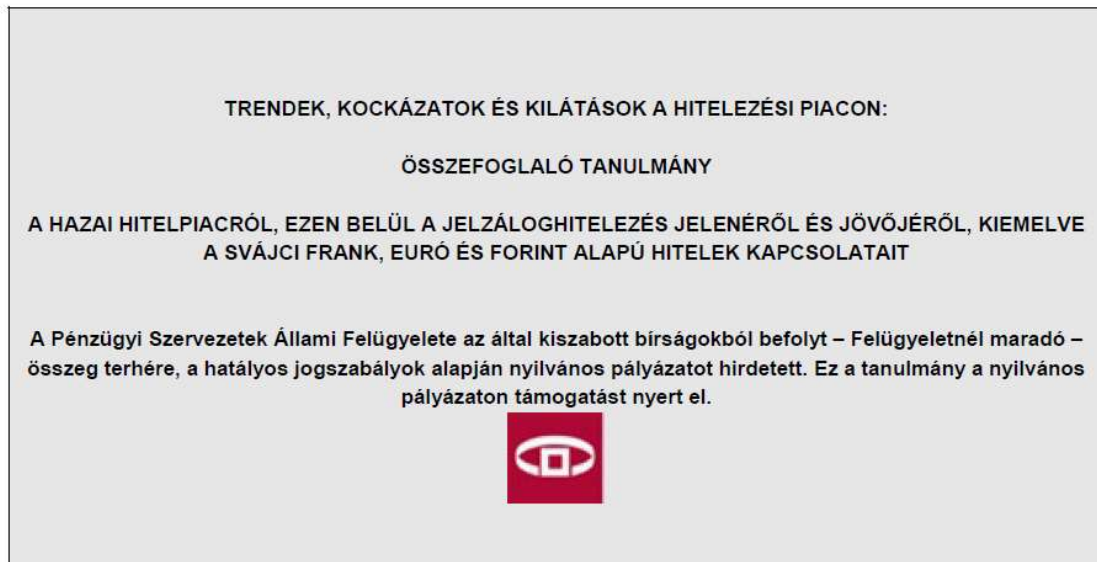 TRENDEK, KOCKÁZATOK ÉS KILÁTÁSOK A HITELEZÉSI PIACON:
ÖSSZEFOGLALÓ TANULMÁNY
A HAZAI HITELPIACRÓL, EZEN BELÜL A JELZÁLOGHITELEZÉS JELENÉRŐL ÉS JÖVŐJÉRŐL, KIEMELVE
A SVÁJCI FRANK, EURÓ ÉS FORINT ALAPÚ HITELEK KAPCSOLATAIT
A Pénzügyi Szervezetek Állami Felügyelete az által kiszabott bírságokból befolyt – Felügyeletnél maradó –
összeg terhére, a hatályos jogszabályok alapján nyilvános pályázatot hirdetett. Ez a tanulmány a nyilvános
pályázaton támogatást nyert el.